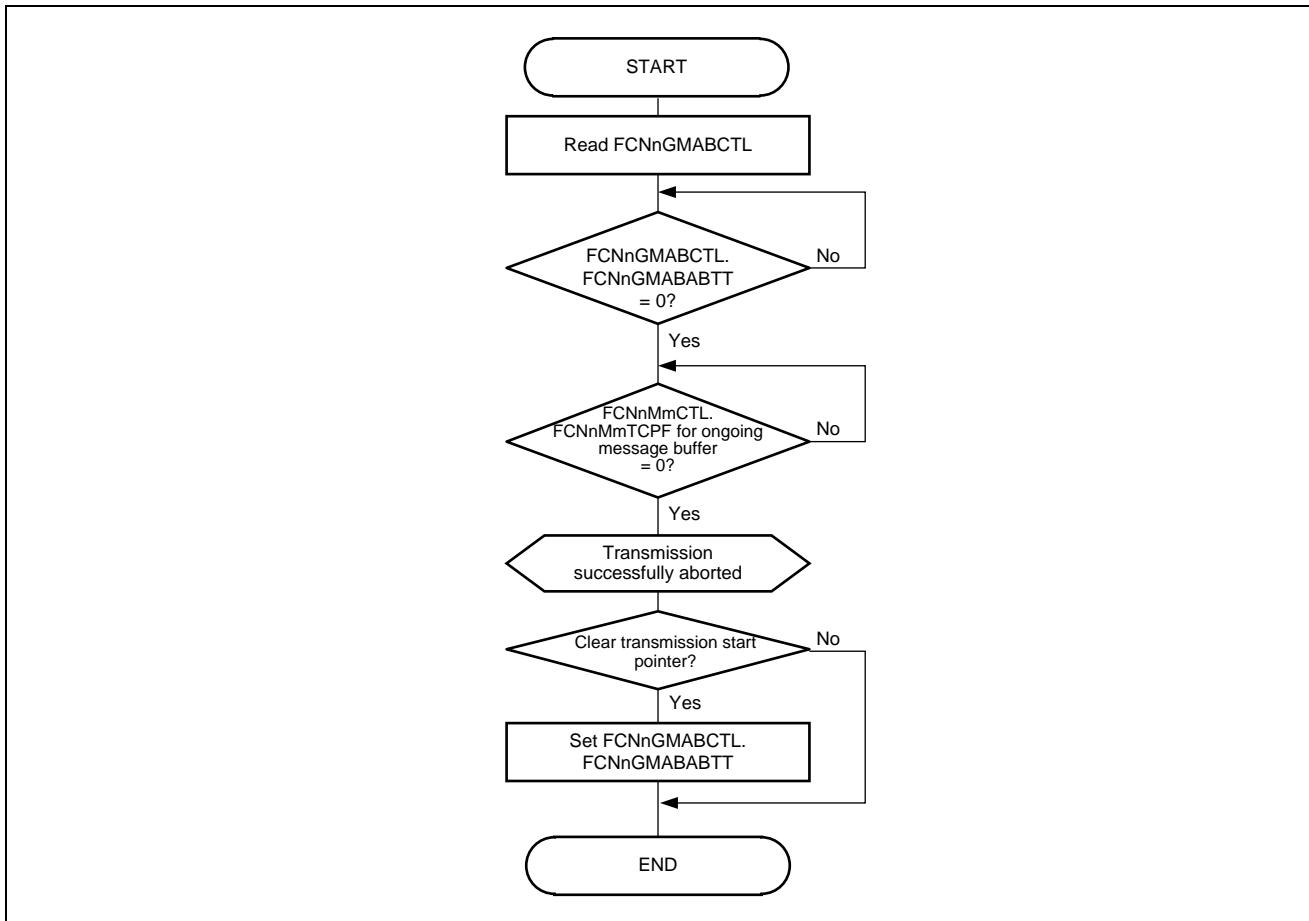 START
Read FCNnGMABCTL
FCNnGMABCTL.
FCNnGMABABTT
= 0?
No
Yes
FCNnMmCTL.
FCNnMmTCPF for ongoing
message buffer
= 0?
No
Yes
Transmission
successfully aborted
Clear transmission start
pointer?
No
Yes
Set FCNnGMABCTL.
FCNnGMABABTT
END